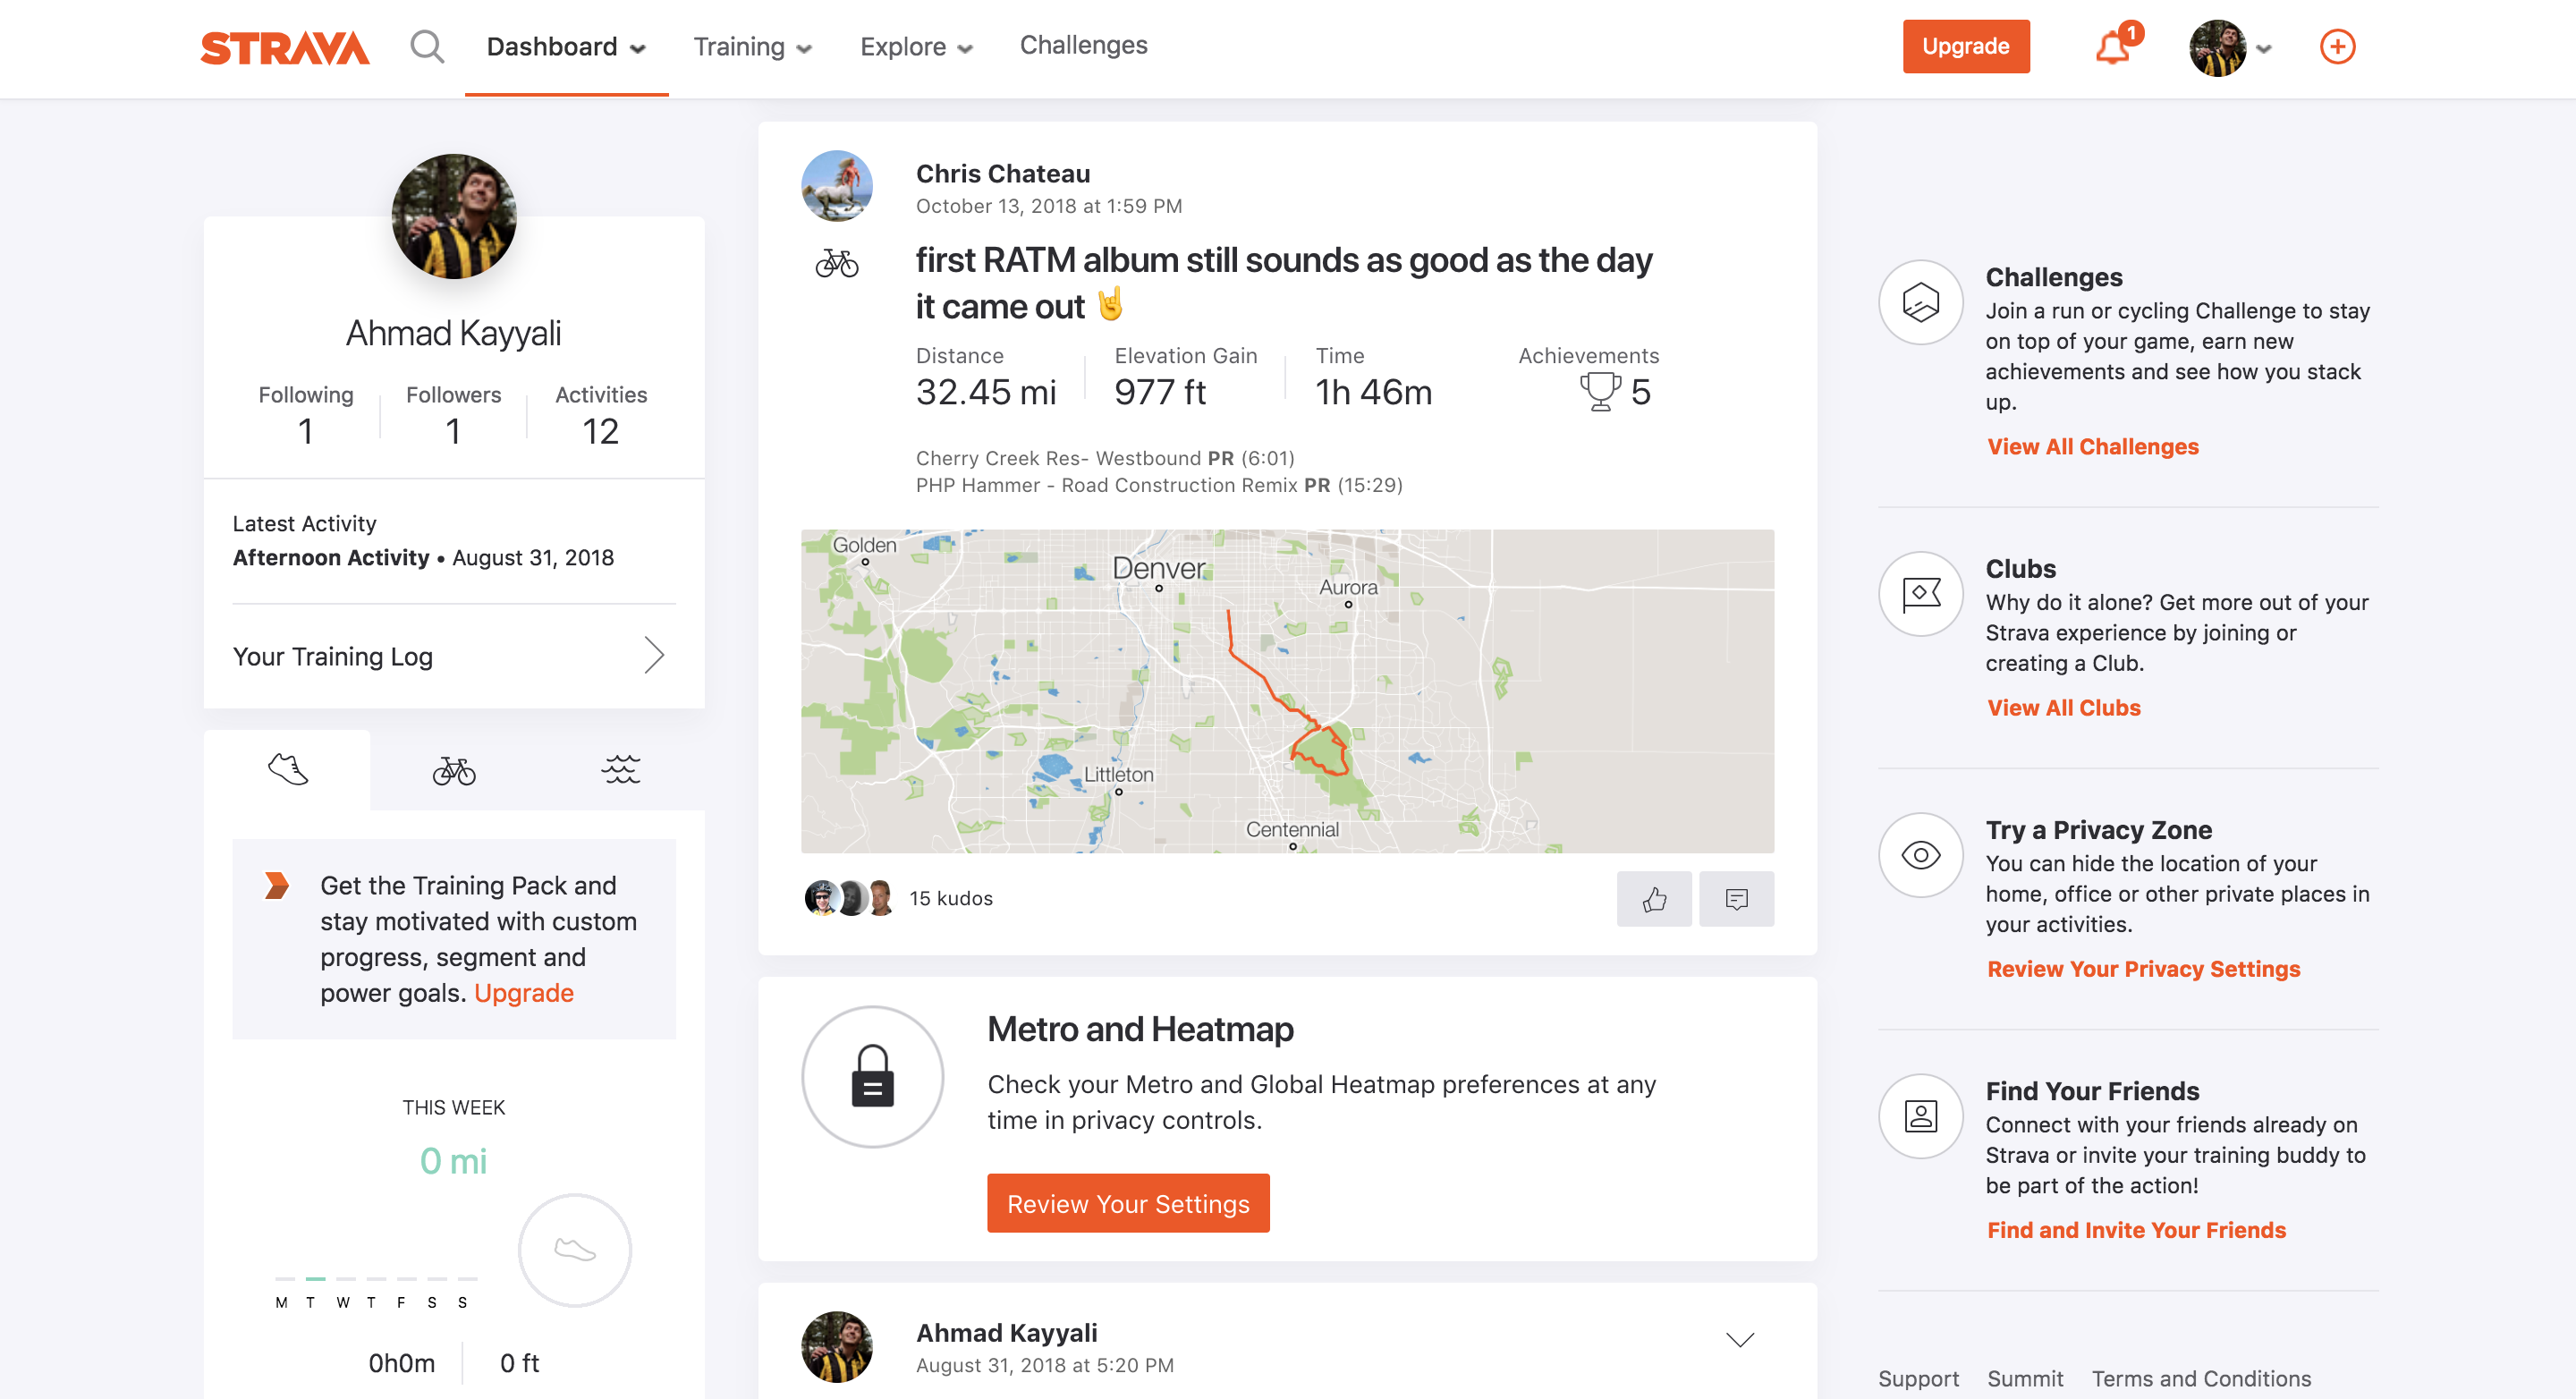 STRAVA
Dashboard
Training
Explore
Challenges
Upgrade
1
Ahmad Kayyali
Following
1
Followers
1
Activities
12
Latest Activity
Afternoon Activity • August 31, 2018
Your Training Log
Get the Training Pack and
stay motivated with custom
progress, segment and
power goals. Upgrade
THIS WEEK
0 mi
M T W T F S S
0h0m
0 ft
Chris Chateau
October 13, 2018 at 1:59 PM
first RATM album still sounds as good as the day
it came out 🤘
Distance
32.45 mi
Elevation Gain
977 ft
Time
1h 46m
Achievements
5
Cherry Creek Res- Westbound PR (6:01)
PHP Hammer - Road Construction Remix PR (15:29)
Golden
Denver
Aurora
Littleton
Centennial
15 kudos
Metro and Heatmap
Check your Metro and Global Heatmap preferences at any
time in privacy controls.
Review Your Settings
Ahmad Kayyali
August 31, 2018 at 5:20 PM
Challenges
Join a run or cycling Challenge to stay
on top of your game, earn new
achievements and see how you stack
up.
View All Challenges
Clubs
Why do it alone? Get more out of your
Strava experience by joining or
creating a Club.
View All Clubs
Try a Privacy Zone
You can hide the location of your
home, office or other private places in
your activities.
Review Your Privacy Settings
Find Your Friends
Connect with your friends already on
Strava or invite your training buddy to
be part of the action!
Find and Invite Your Friends
Support
Summit
Terms and Conditions